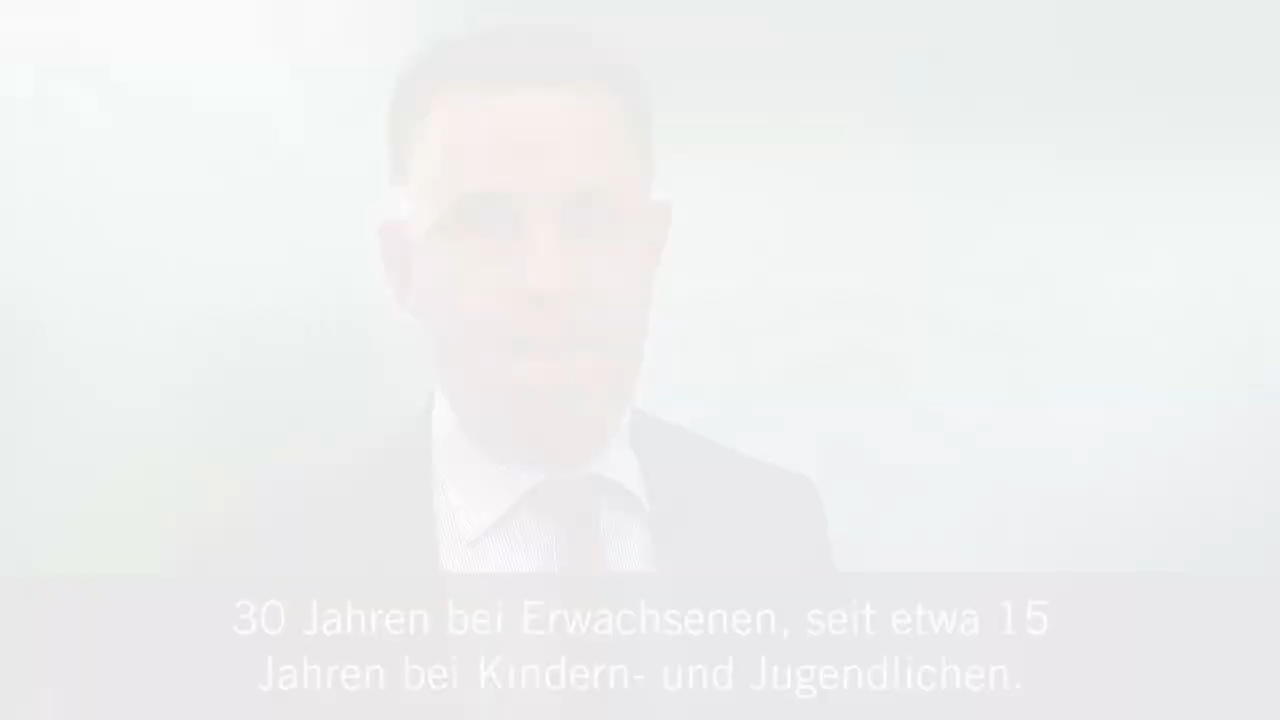 30 Jahren bei Erwachsenen, seit etwa 15
Jahren bei Kindern- und Jugendlichen.